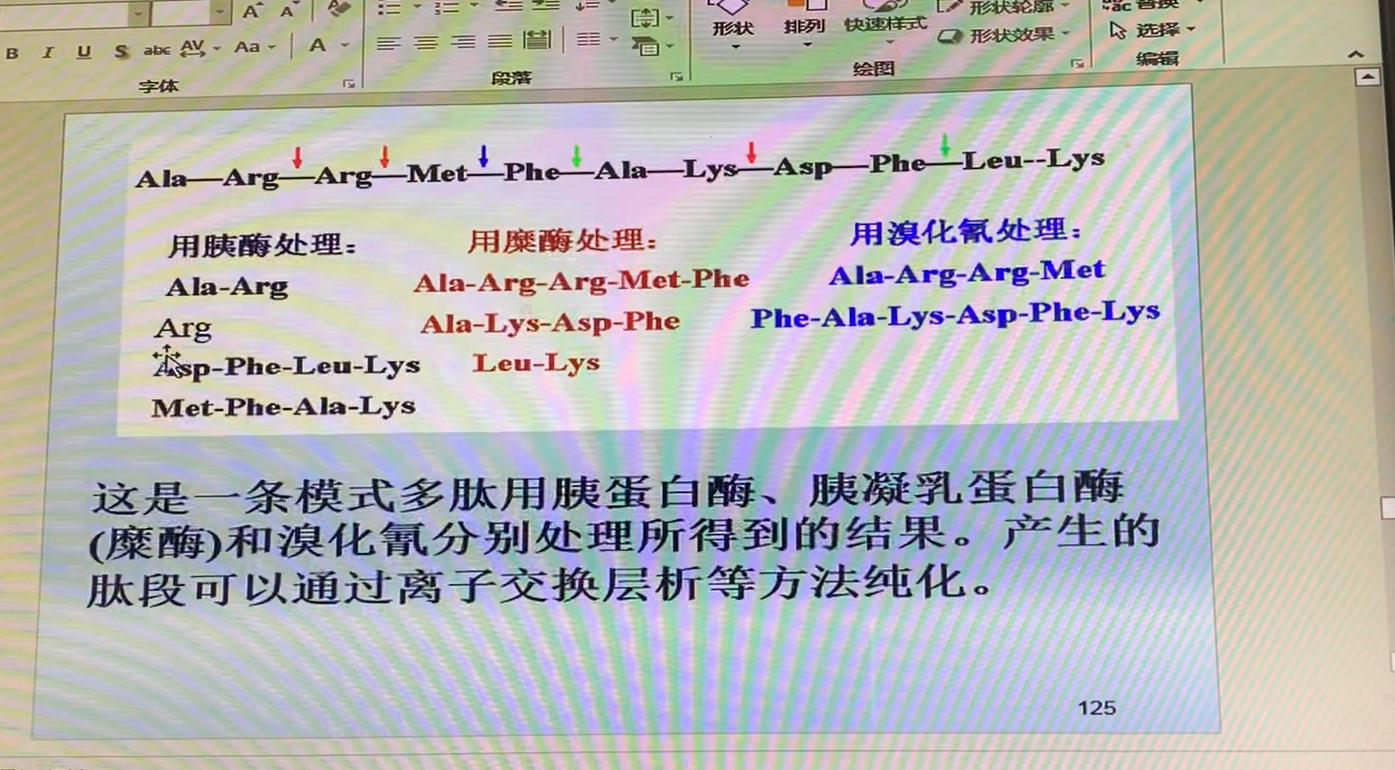 形状 排列 快速样式 形状轮廓 替换
B I U S abc AV Aa A 形状效果 选择
字体 段落 绘图 编辑
Ala—Arg—Arg—Met—Phe—Ala—Lys—Asp—Phe—Leu--Lys
用胰酶处理:
Ala-Arg
Arg
Asp-Phe-Leu-Lys
Met-Phe-Ala-Lys
用糜酶处理:
Ala-Arg-Arg-Met-Phe
Ala-Lys-Asp-Phe
Leu-Lys
用溴化氰处理:
Ala-Arg-Arg-Met
Phe-Ala-Lys-Asp-Phe-Lys
这是一条模式多肽用胰蛋白酶、胰凝乳蛋白酶
(糜酶)和溴化氰分别处理所得到的结果。产生的
肽段可以通过离子交换层析等方法纯化。
125